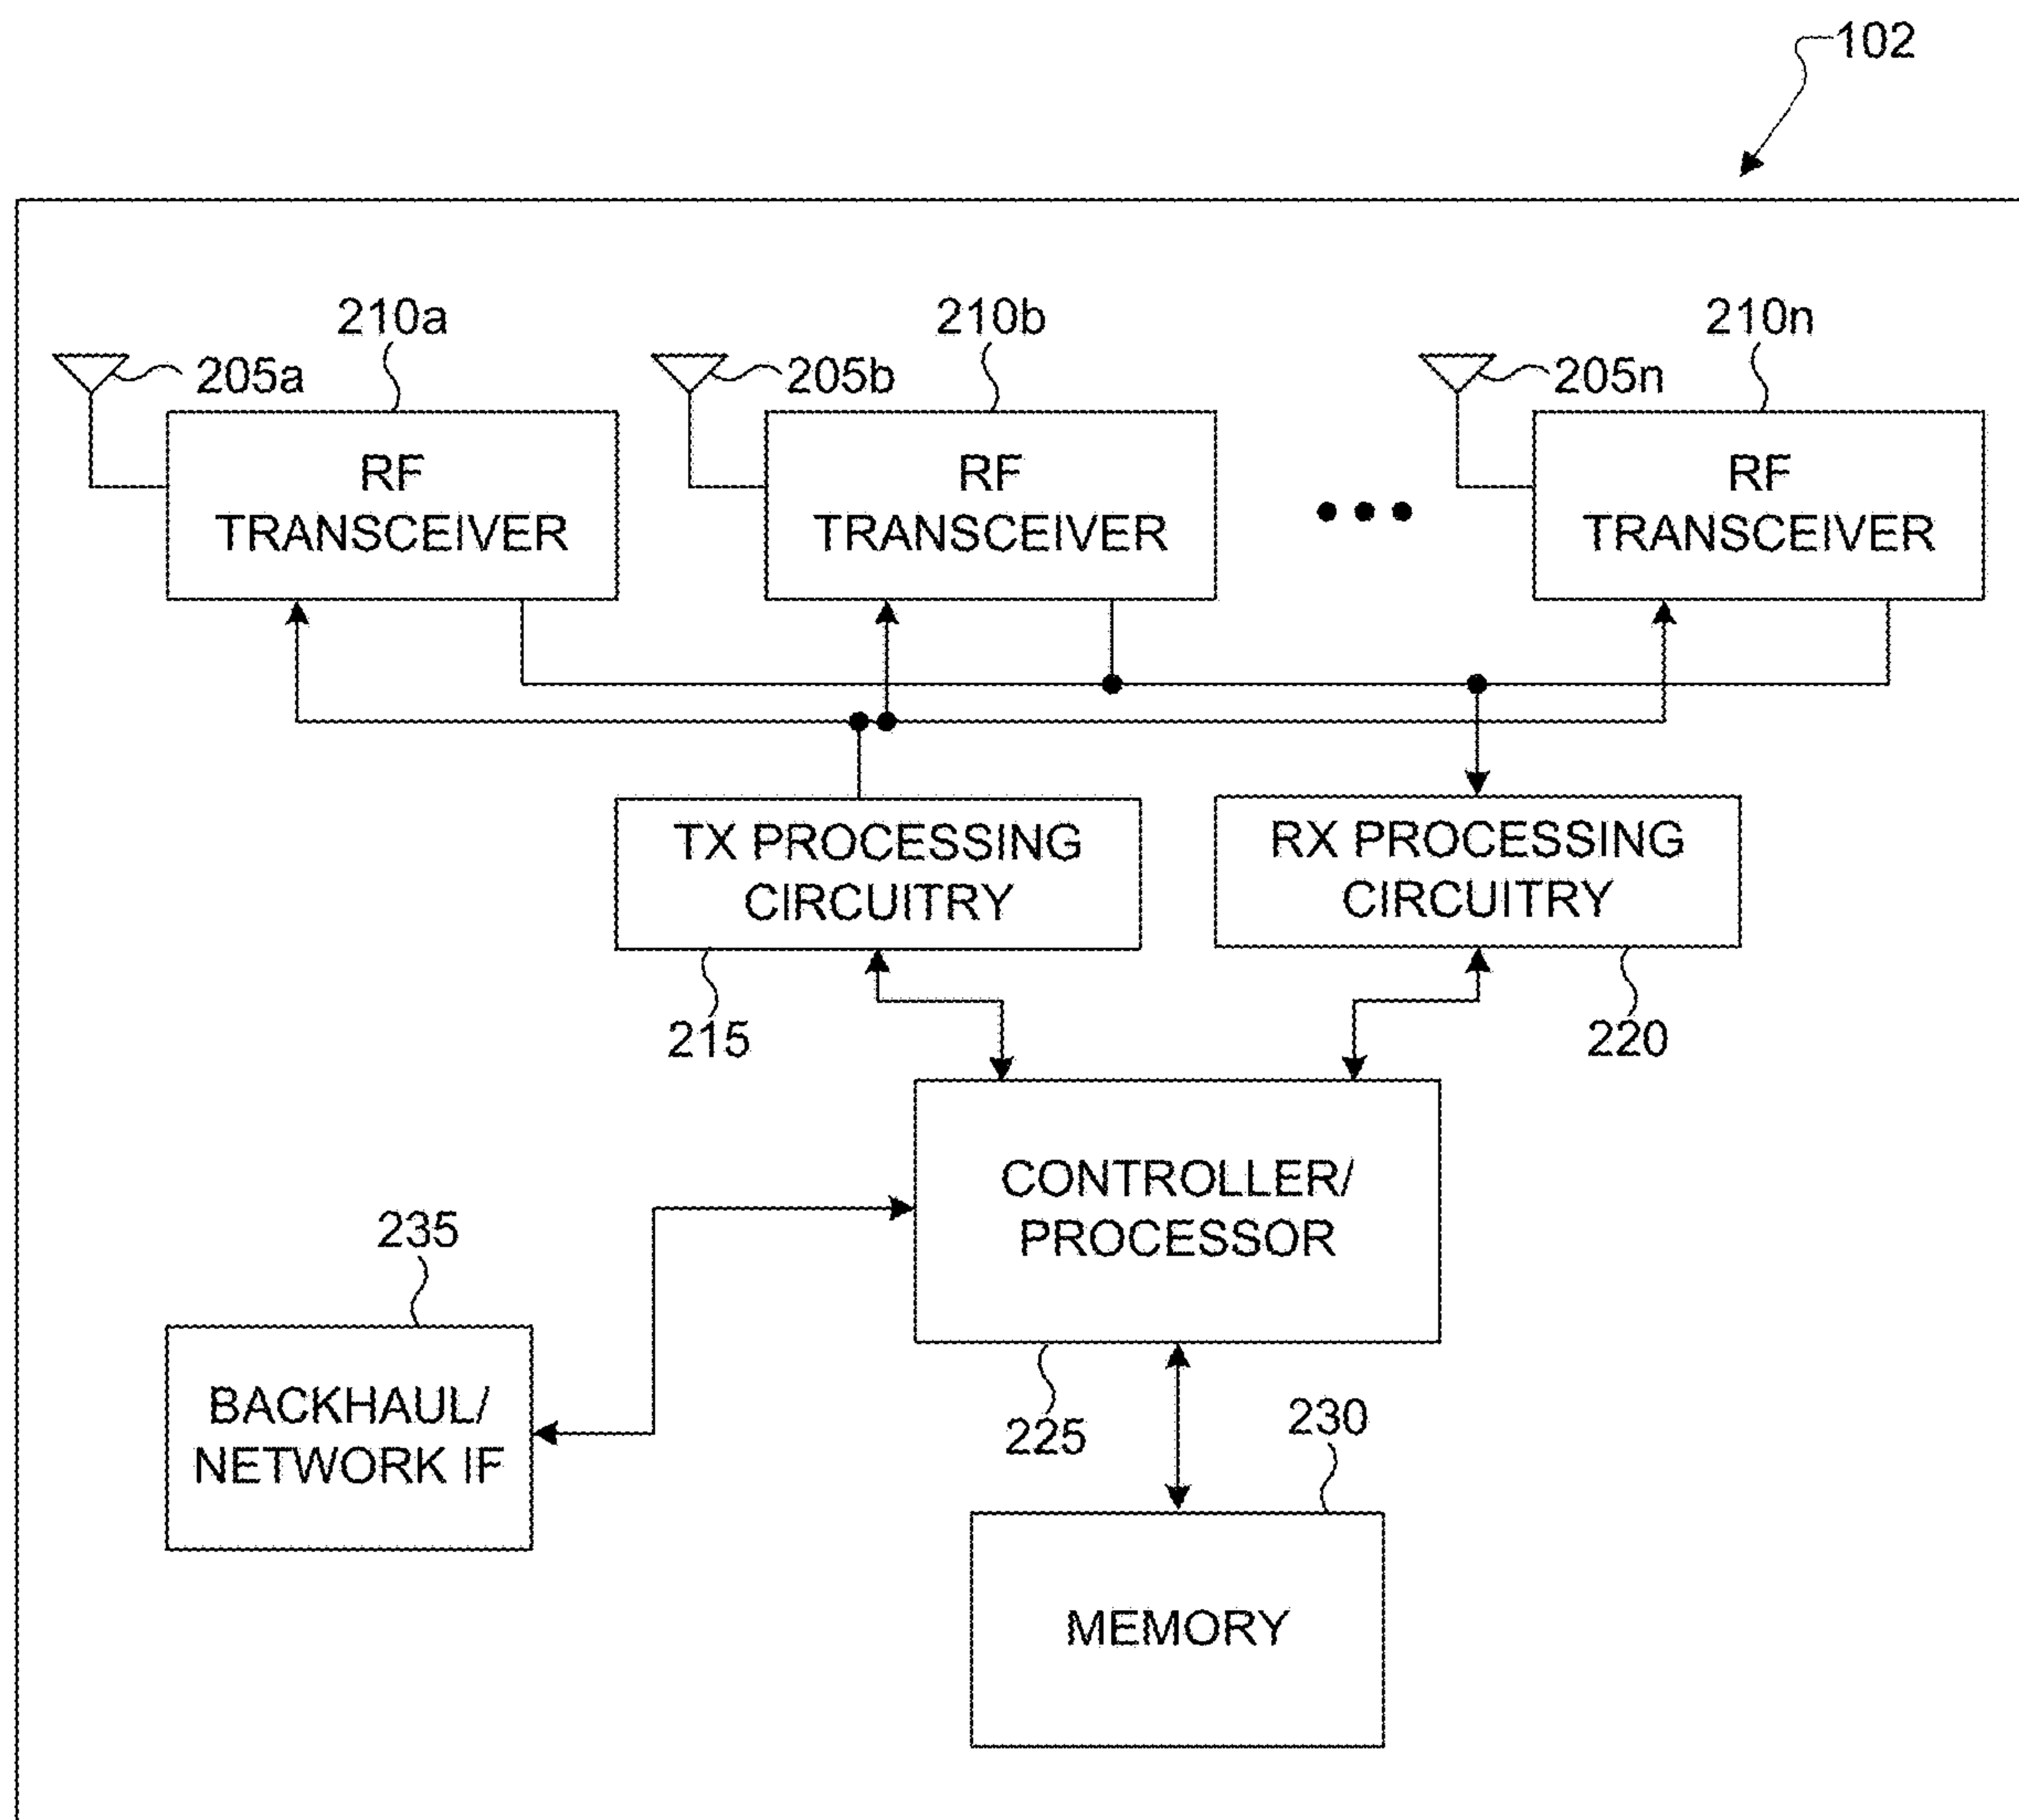 102
210a
210b
210n
205a
205b
205n
RF
TRANSCEIVER
RF
TRANSCEIVER
RF
TRANSCEIVER
TX PROCESSING
CIRCUITRY
RX PROCESSING
CIRCUITRY
215
220
CONTROLLER/
PROCESSOR
235
225
230
BACKHAUL/
NETWORK IF
MEMORY